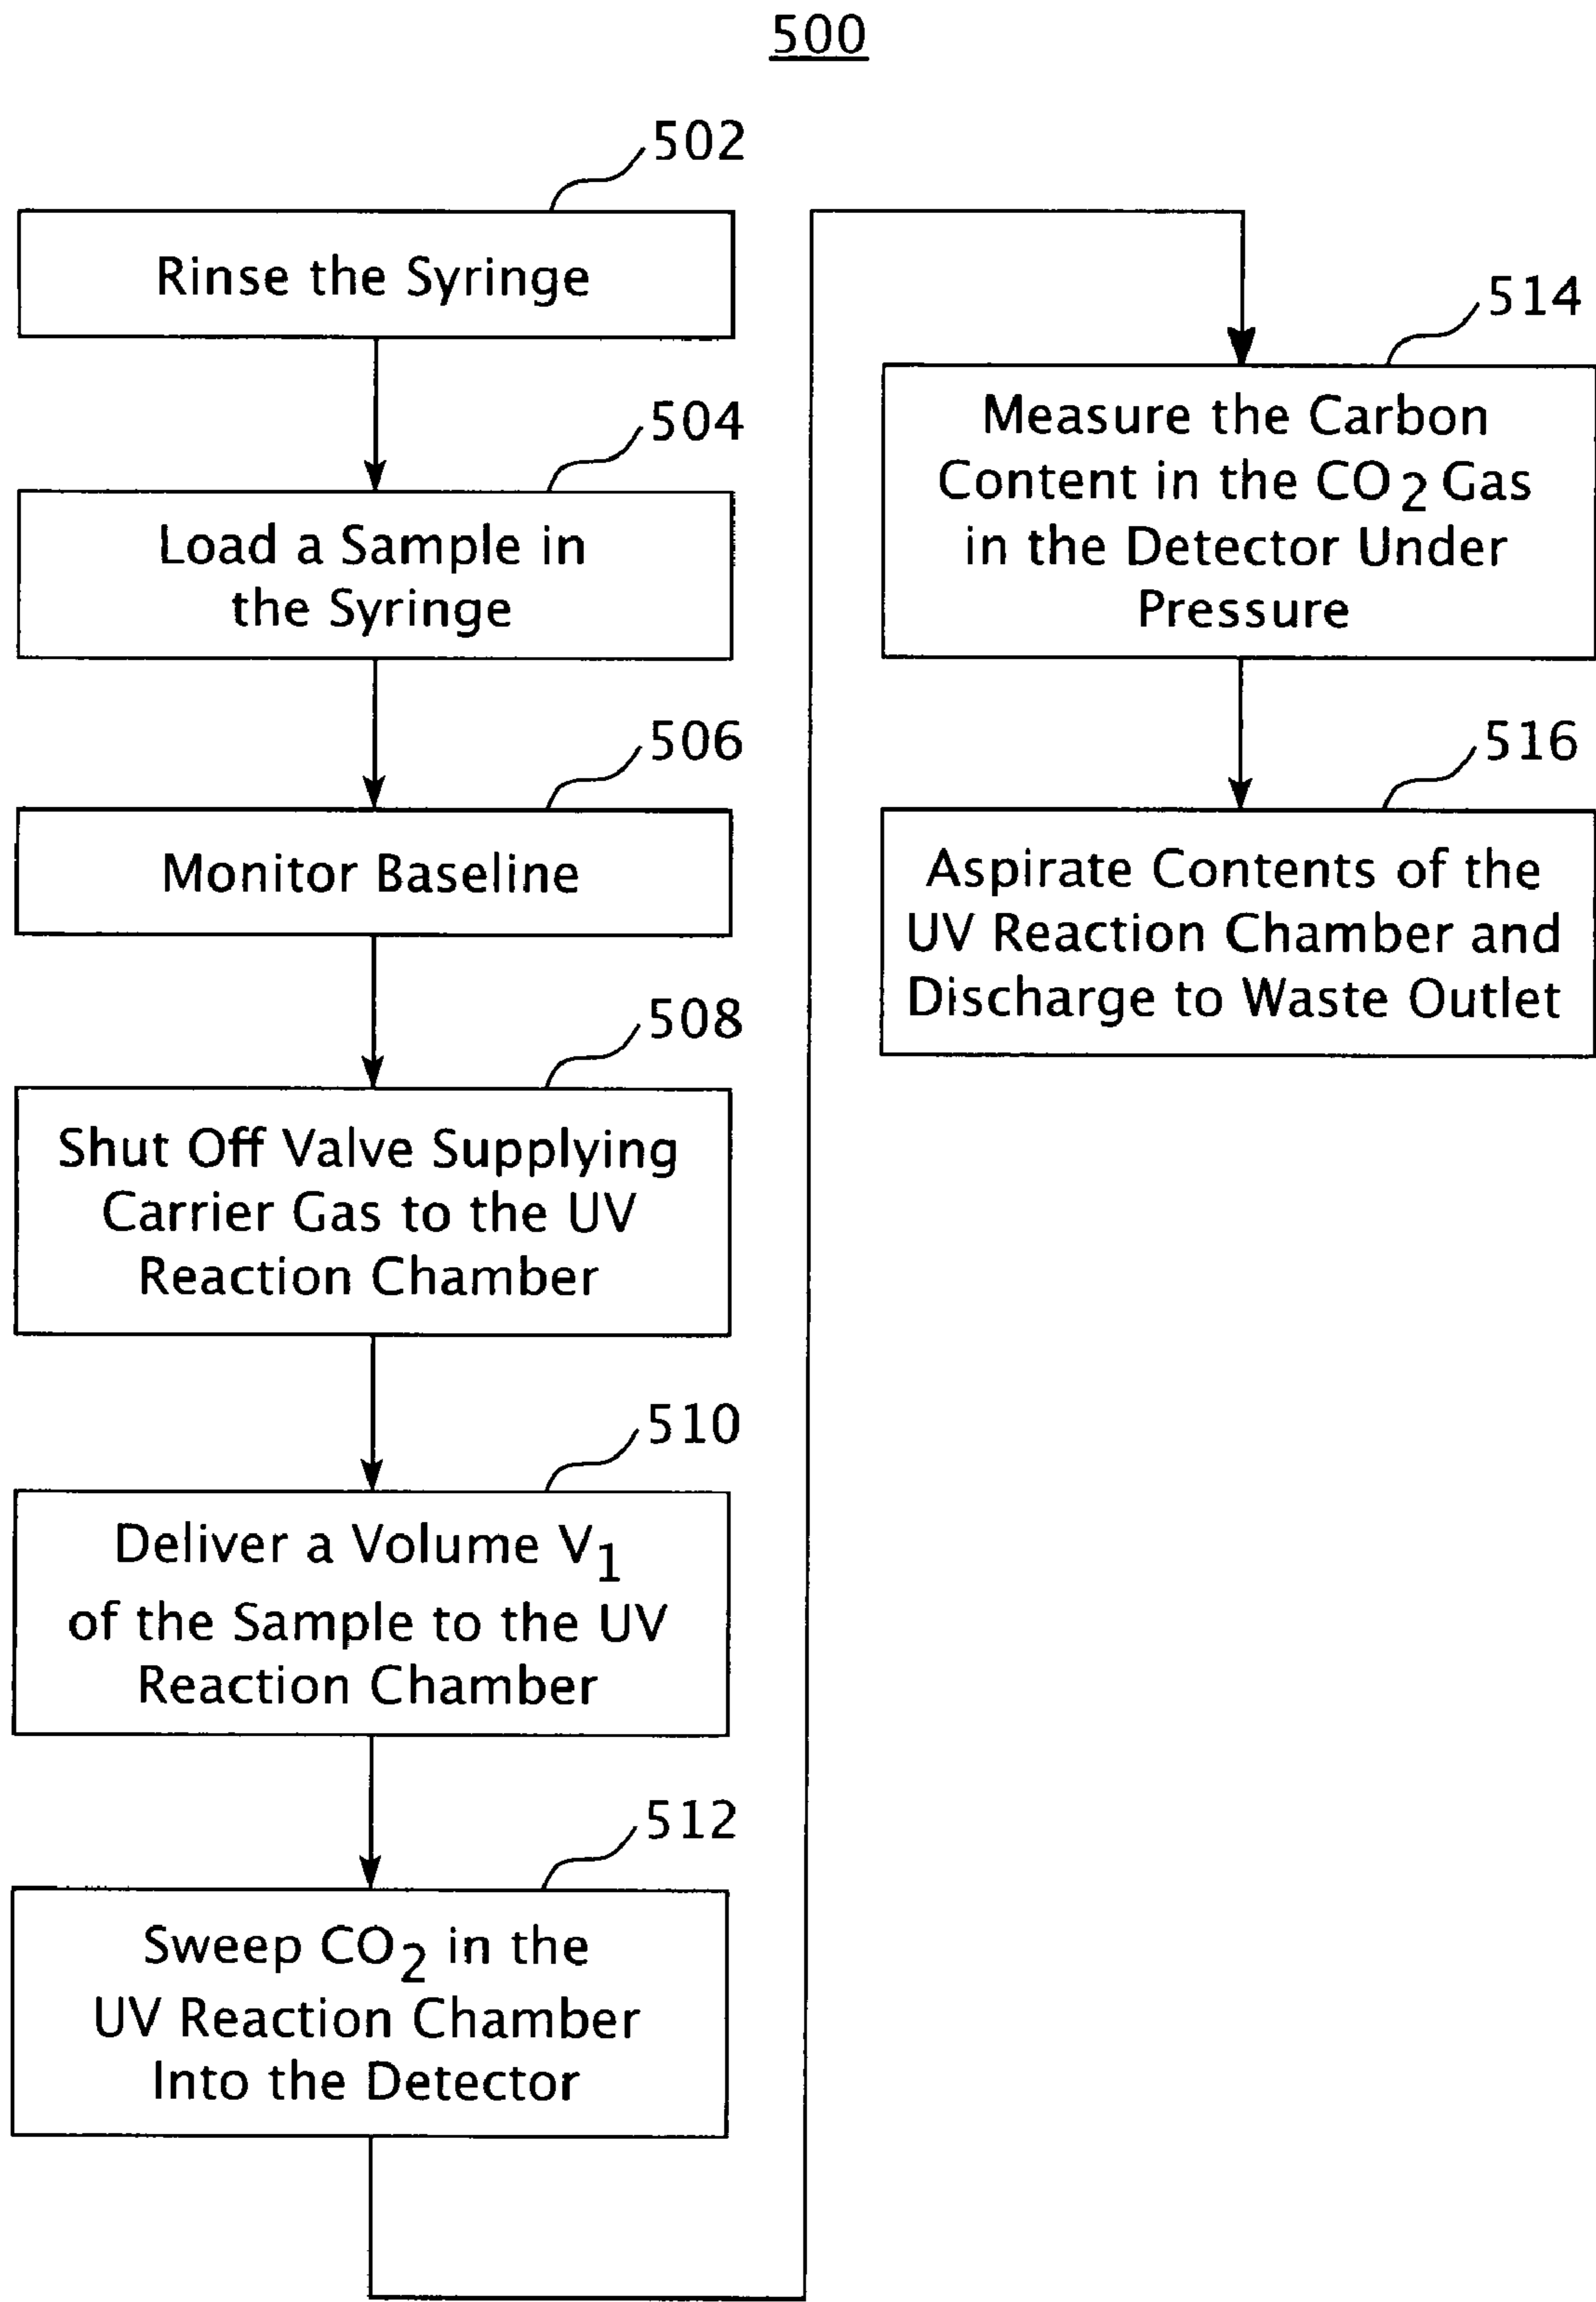 500
502
Rinse the Syringe
504
Load a Sample in
the Syringe
506
Monitor Baseline
508
Shut Off Valve Supplying
Carrier Gas to the UV
Reaction Chamber
510
Deliver a Volume V1
of the Sample to the UV
Reaction Chamber
512
Sweep CO2 in the
UV Reaction Chamber
Into the Detector
514
Measure the Carbon
Content in the CO2 Gas
in the Detector Under
Pressure
516
Aspirate Contents of the
UV Reaction Chamber and
Discharge to Waste Outlet